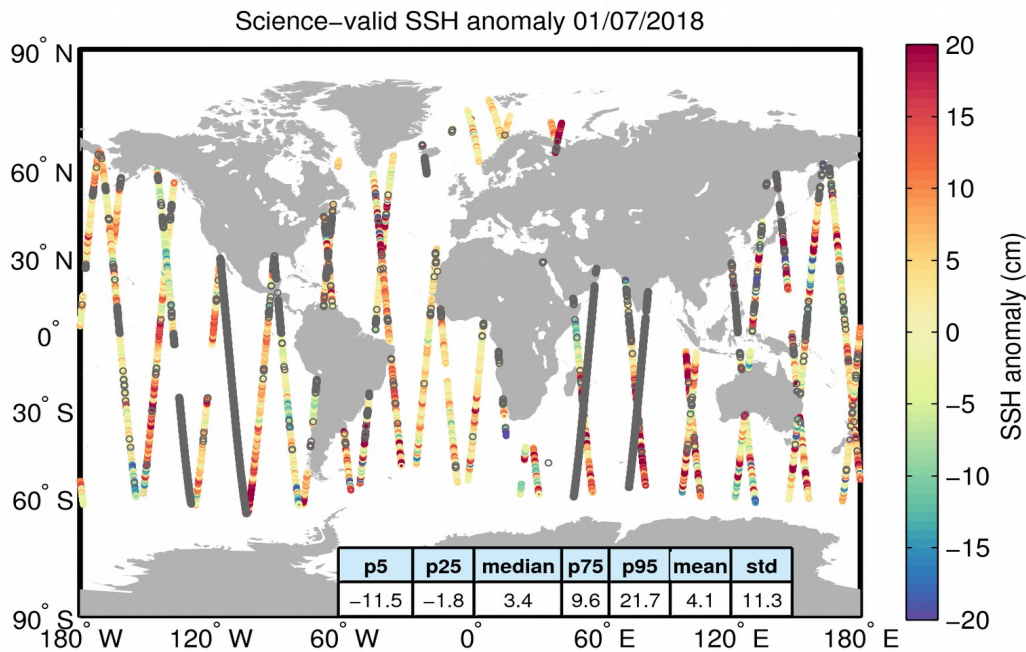 Science−valid SSH anomaly 01/07/2018
90° N
60° N
30° N
0°
30° S
60° S
90° S
180° W
120° W
60° W
0°
60° E
120° E
180° E
p5 p25 median p75 p95 mean std
−11.5 −1.8 3.4 9.6 21.7 4.1 11.3
20
15
10
5
0
−5
−10
−15
−20
SSH anomaly (cm)